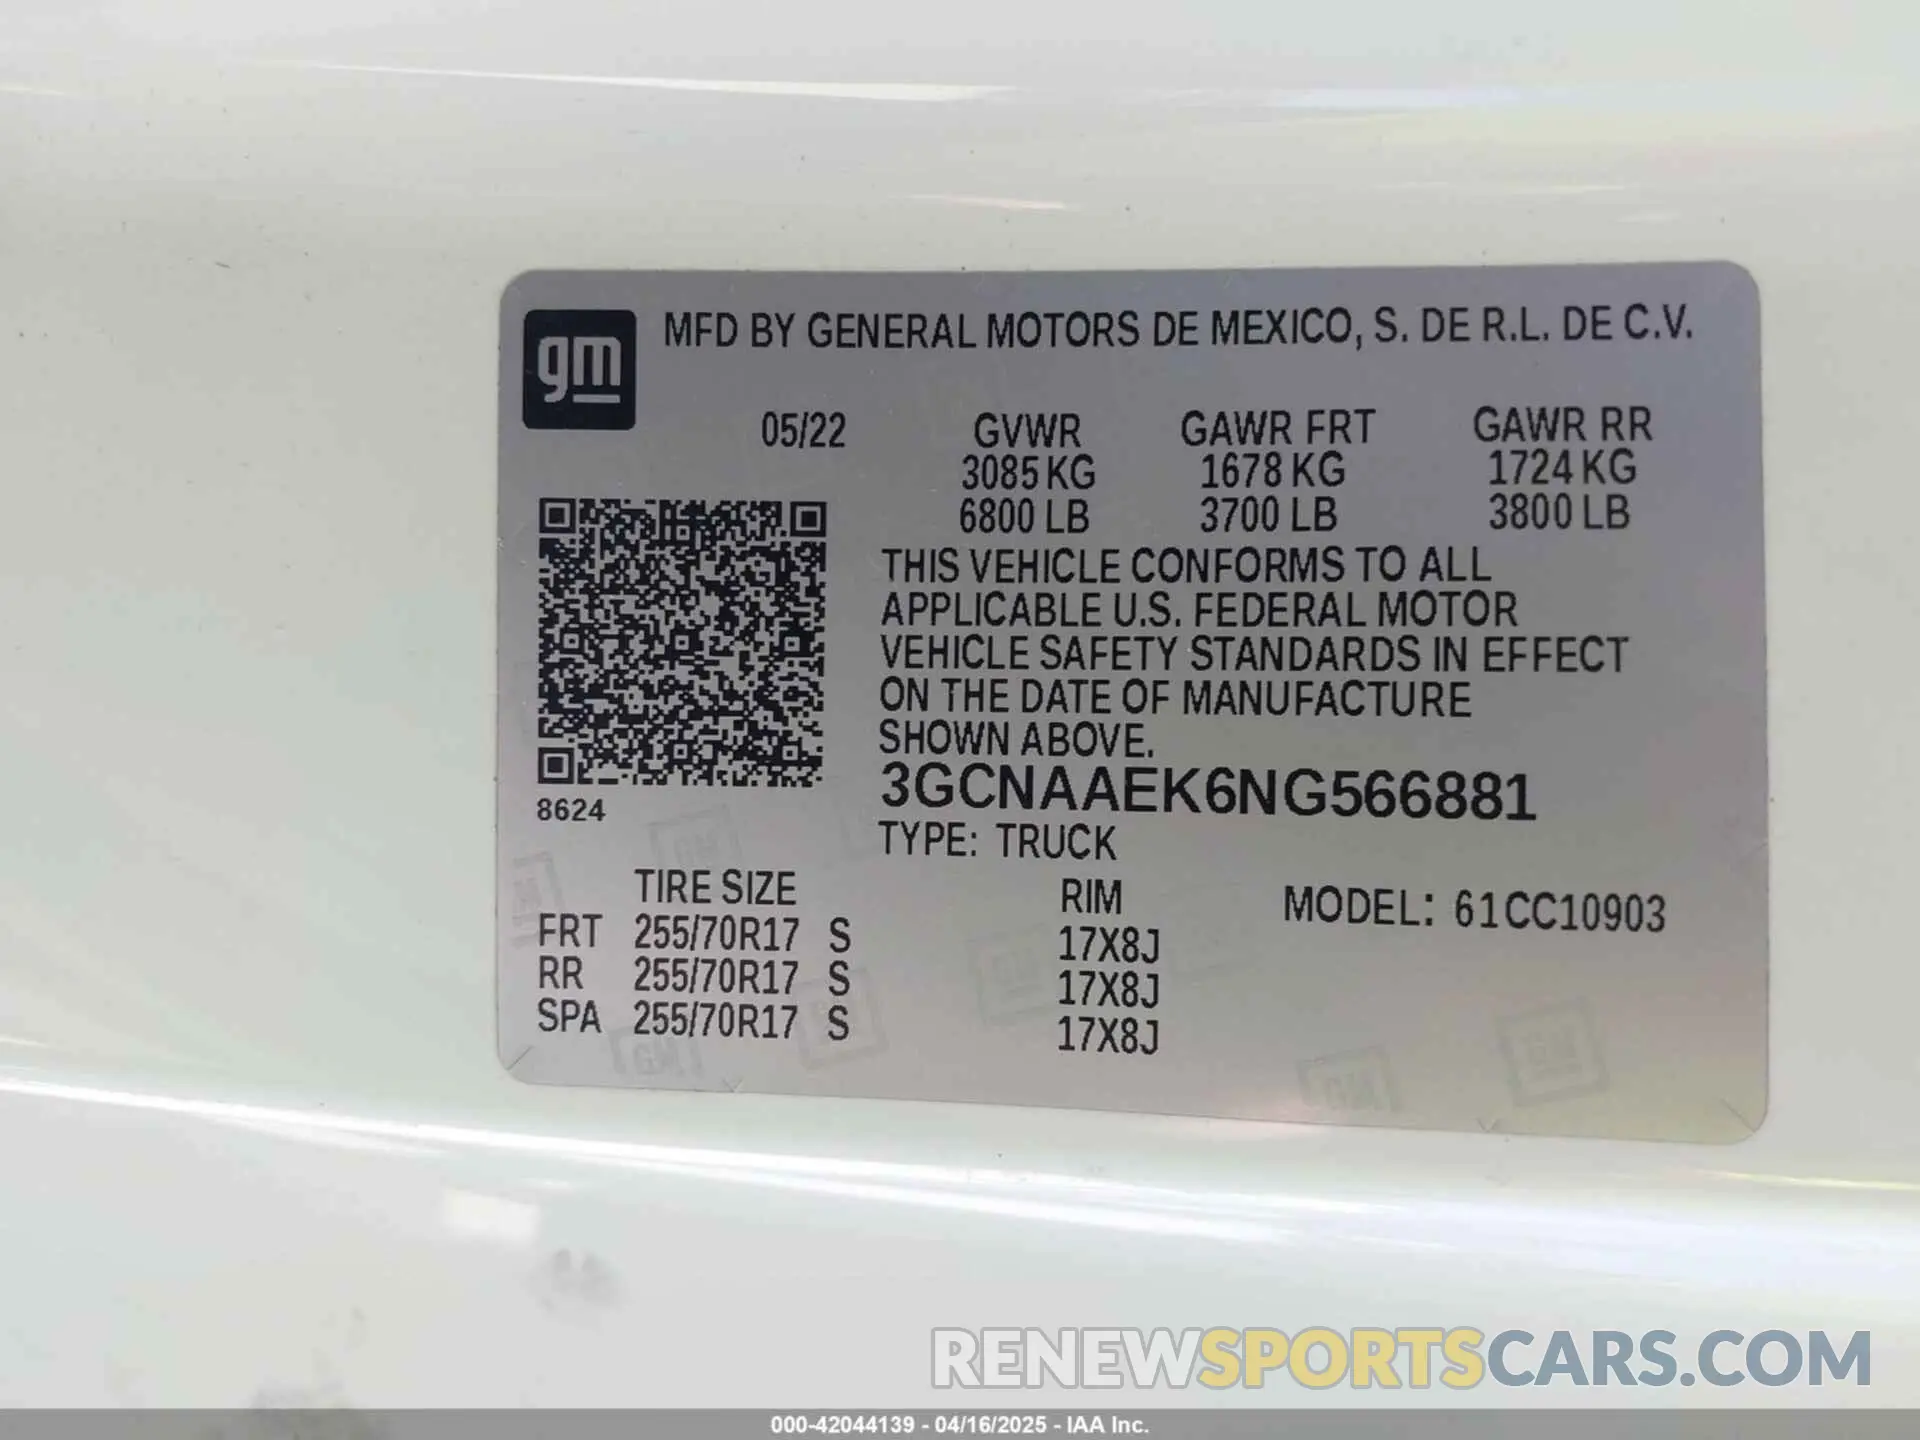 gm
MFD BY GENERAL MOTORS DE MEXICO, S. DE R.L. DE C.V.
05/22 GVWR GAWR FRT GAWR RR
3085 KG 1678 KG 1724 KG
6800 LB 3700 LB 3800 LB
THIS VEHICLE CONFORMS TO ALL
APPLICABLE U.S. FEDERAL MOTOR
VEHICLE SAFETY STANDARDS IN EFFECT
ON THE DATE OF MANUFACTURE
SHOWN ABOVE.
3GCNAAEK6NG566881
8624
TYPE: TRUCK
TIRE SIZE RIM MODEL: 61CC10903
FRT 255/70R17 S 17X8J
RR 255/70R17 S 17X8J
SPA 255/70R17 S 17X8J
GM
GM
GM
GM
RENEWSPORTSCARS.COM
000-42044139 - 04/16/2025 - IAA Inc.